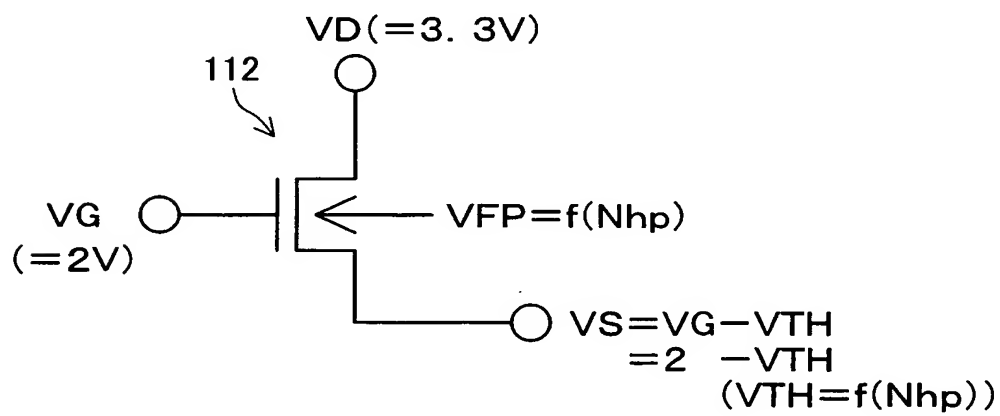 VD(=3. 3V)
112
VG
(=2V)
VFP=f(Nhp)
VS=VG-VTH
=2 -VTH
(VTH=f(Nhp))